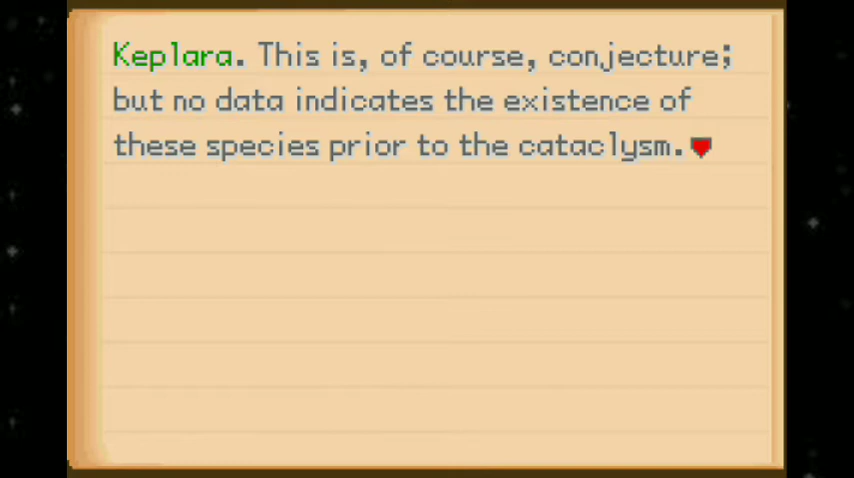 Keplara. This is, of course, conjecture;
but no data indicates the existence of
these species prior to the cataclysm.